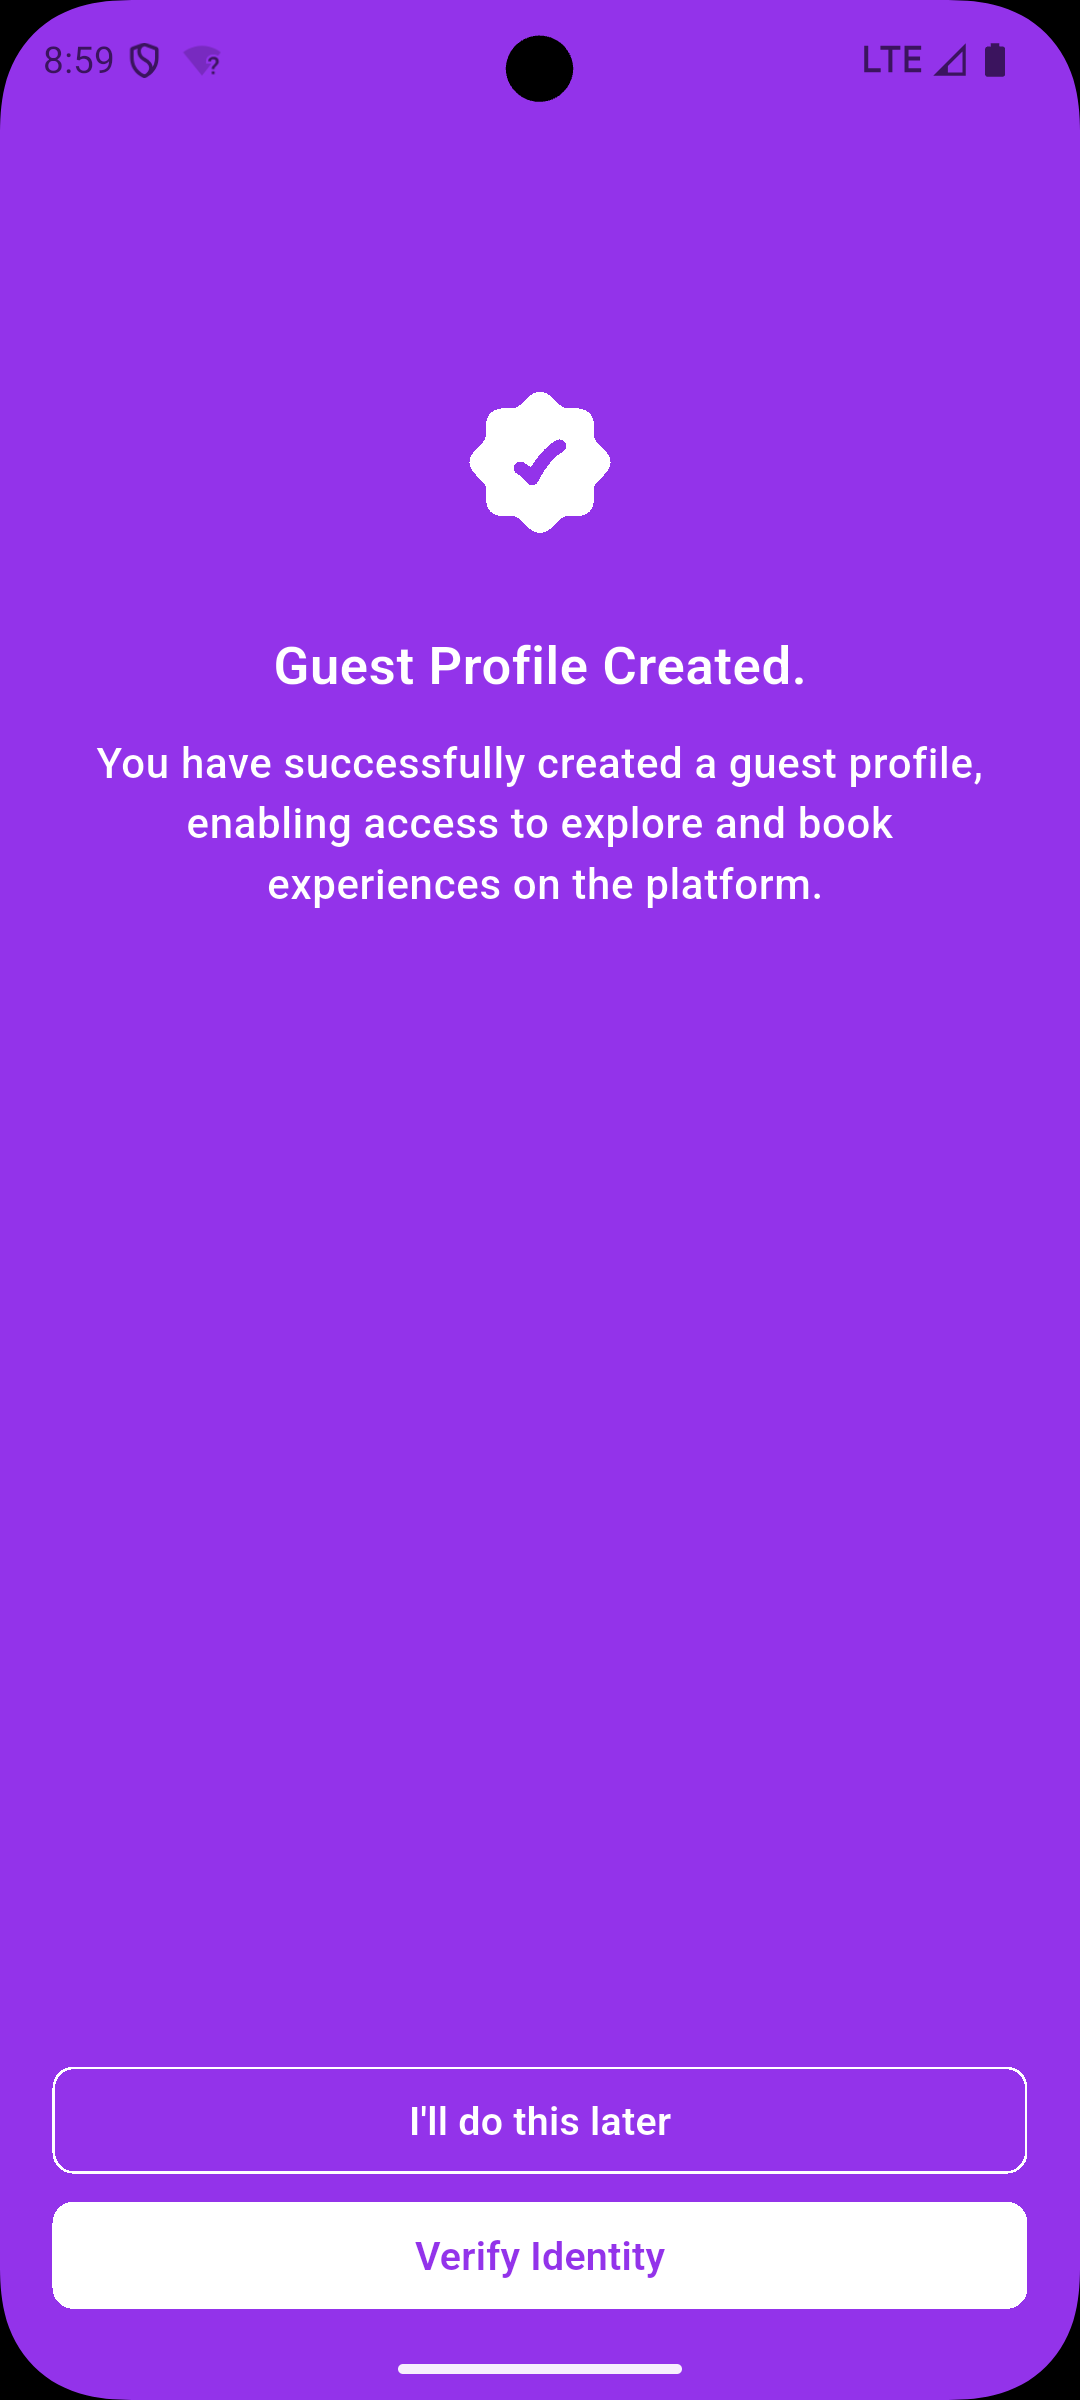 8:59
LTE
Guest Profile Created.
You have successfully created a guest profile,
enabling access to explore and book
experiences on the platform.
I'll do this later
Verify Identity